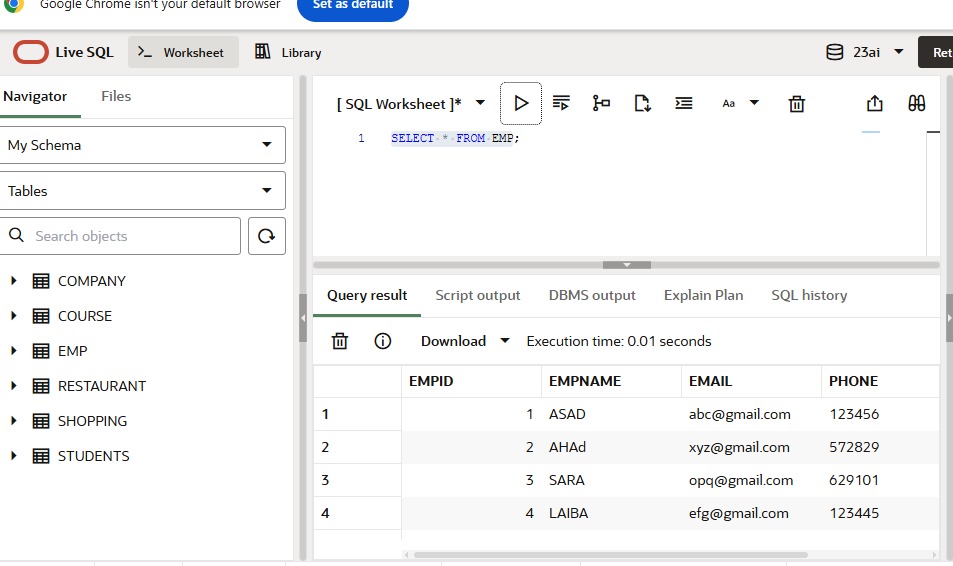 Google Chrome isn't your default browser Set as default
Live SQL Worksheet Library 23ai Ret
Navigator Files
My Schema
Tables
Search objects
COMPANY
COURSE
EMP
RESTAURANT
SHOPPING
STUDENTS
[ SQL Worksheet ]* Aa
1 SELECT * FROM EMP;
Query result Script output DBMS output Explain Plan SQL history
Download Execution time: 0.01 seconds
EMPID EMPNAME EMAIL PHONE
1 1 ASAD abc@gmail.com 123456
2 2 AHAd xyz@gmail.com 572829
3 3 SARA opq@gmail.com 629101
4 4 LAIBA efg@gmail.com 123445